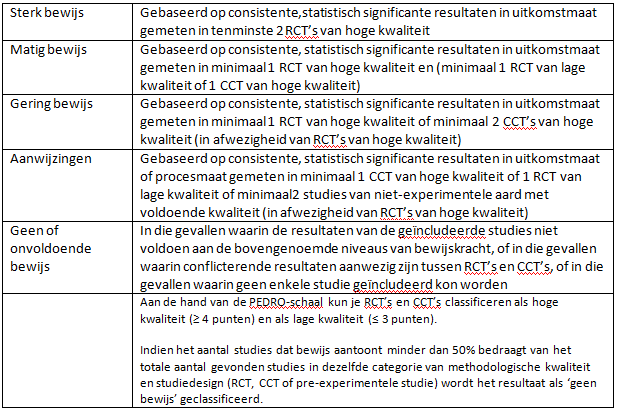 Sterk bewijs
Gebaseerd op consistente,statistisch significante resultaten in uitkomstmaat
gemeten in tenminste 2 RCT's van hoge kwaliteit
Matig bewijs
Gebaseerd op consistente, statistisch significante resultaten in uitkomstmaat
gemeten in minimaal 1 RCT van hoge kwaliteit en (minimaal 1 RCT van lage
kwaliteit of 1 CCT van hoge kwaliteit)
Gering bewijs
Gebaseerd op consistente, statistisch significante resultaten in uitkomstmaat
gemeten in minimaal 1 RCT van hoge kwaliteit of minimaal 2 CCT's van hoge
kwaliteit (in afwezigheid van RCT's van hoge kwaliteit)
Aanwijzingen
Gebaseerd op consistente, statistisch significante resultaten in uitkomstmaat
of procesmaat gemeten in minimaal 1 CCT van hoge kwaliteit of 1 RCT van
lage kwaliteit of minimaal2 studies van niet-experimentele aard met
voldoende kwaliteit (in afwezigheid van RCT's van hoge kwaliteit)
Geen of
onvoldoende
bewijs
In die gevallen waarin de resultaten van de geïncludeerde studies niet
voldoen aan de bovengenoemde niveaus van bewijskracht, of in die gevallen
waarin conflicterende resultaten aanwezig zijn tussen RCT's en CCT's, of in die
gevallen waarin geen enkele studie geïncludeerd kon worden
Aan de hand van de PEDRO-schaal kun je RCT's en CCT's classificeren als hoge
kwaliteit (≥ 4 punten) en als lage kwaliteit (≤ 3 punten).
Indien het aantal studies dat bewijs aantoont minder dan 50% bedraagt van het
totale aantal gevonden studies in dezelfde categorie van methodologische kwaliteit
en studiedesign (RCT, CCT of pre-experimentele studie) wordt het resultaat als 'geen
bewijs' geclassificeerd.